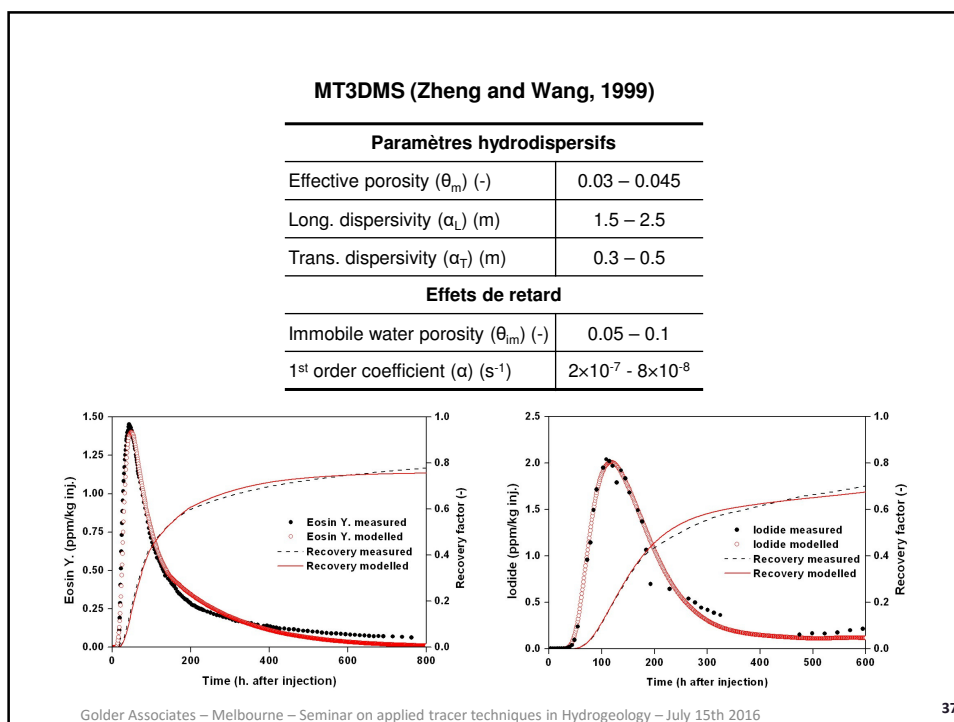 MT3DMS (Zheng and Wang, 1999)
Paramètres hydrodispersifs
Effective porosity (θm) (-) 0.03 – 0.045
Long. dispersivity (αL) (m) 1.5 – 2.5
Trans. dispersivity (αT) (m) 0.3 – 0.5
Effets de retard
Immobile water porosity (θim) (-) 0.05 – 0.1
1st order coefficient (α) (s-1) 2×10-7 - 8×10-8
Eosin Y. (ppm/kg inj.)
1.50
1.25
1.00
0.75
0.50
0.25
0.00
Eosin Y. measured
Eosin Y. modelled
Recovery measured
Recovery modelled
1.0
0.8
0.6
0.4
0.2
0.0
Recovery factor (-)
0 200 400 600 800
Time (h. after injection)
Iodide (ppm/kg inj.)
2.5
2.0
1.5
1.0
0.5
0.0
Iodide measured
Iodide modelled
Recovery measured
Recovery modelled
1.0
0.8
0.6
0.4
0.2
0.0
Recovery factor (-)
0 100 200 300 400 500 600
Time (h. after injection)
Golder Associates – Melbourne – Seminar on applied tracer techniques in Hydrogeology – July 15th 2016
37